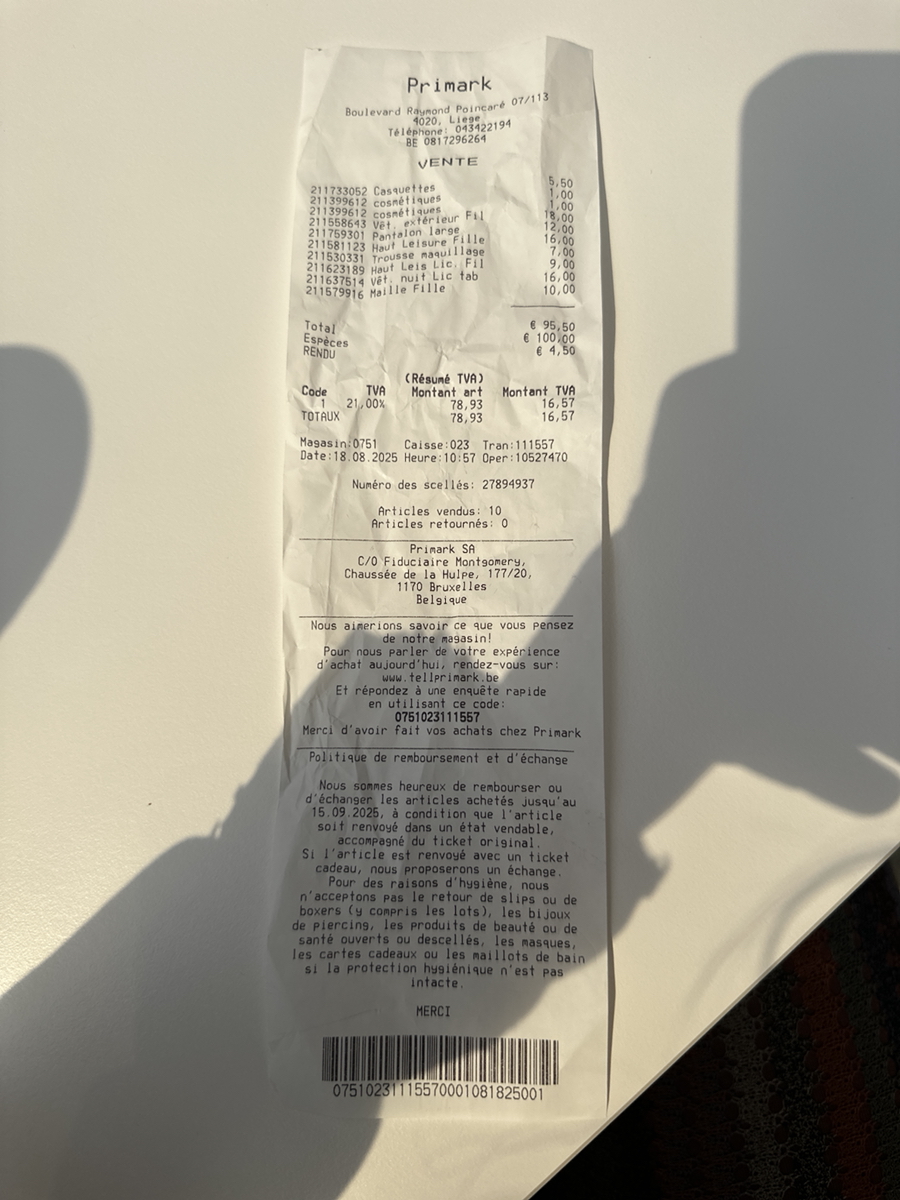 Primark
Boulevard Raymond Poincaré 07/113
4020, Liege
Téléphone: 043422194
BE 0817296264
VENTE
211733052 Casquettes 5,50
211399612 cosmétiques 1,00
211399612 cosmétiques 1,00
211558643 Vêt. extérieur Fil 18,00
211759301 Pantalon large 12,00
211581123 Haut Leisure Fille 16,00
211530331 Trousse maquillage 7,00
211623189 Haut Leis Lic. Fil 9,00
211637514 Vêt. nuit Lic tab 16,00
211579916 Maille Fille 10,00
Total € 95,50
Espèces € 100,00
RENDU € 4,50
(Résumé TVA)
Code TVA Montant art Montant TVA
1 21,00% 78,93 16,57
TOTAUX 78,93 16,57
Magasin:0751 Caisse:023 Tran:111557
Date:18.08.2025 Heure:10:57 Oper:10527470
Numéro des scellés: 27894937
Articles vendus: 10
Articles retournés: 0
Primark SA
C/O Fiduciaire Montgomery,
Chaussée de la Hulpe, 177/20,
1170 Bruxelles
Belgique
Nous aimerions savoir ce que vous pensez
de notre magasin!
Pour nous parler de votre expérience
d'achat aujourd'hui, rendez-vous sur:
www.tellprimark.be
Et répondez à une enquête rapide
en utilisant ce code:
0751023111557
Merci d'avoir fait vos achats chez Primark
Politique de remboursement et d'échange
Nous sommes heureux de rembourser ou
d'échanger les articles achetés jusqu'au
15.09.2025, à condition que l'article
soit renvoyé dans un état vendable,
accompagné du ticket original.
Si l'article est renvoyé avec un ticket
cadeau, nous proposerons un échange.
Pour des raisons d'hygiène, nous
n'acceptons pas le retour de slips ou de
boxers (y compris les lots), les bijoux
de piercing, les produits de beauté ou de
santé ouverts ou descellés, les masques,
les cartes cadeaux ou les maillots de bain
si la protection hygiénique n'est pas
intacte.
MERCI
07510231115570001081825001